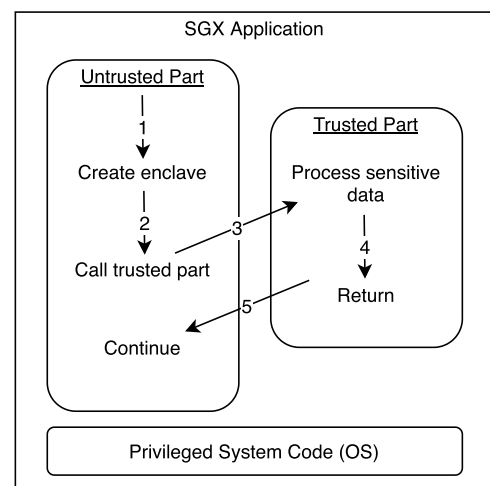 SGX Application
Untrusted Part
1
Create enclave
2
Call trusted part
3
Trusted Part
Process sensitive
data
4
Return
5
Continue
Privileged System Code (OS)